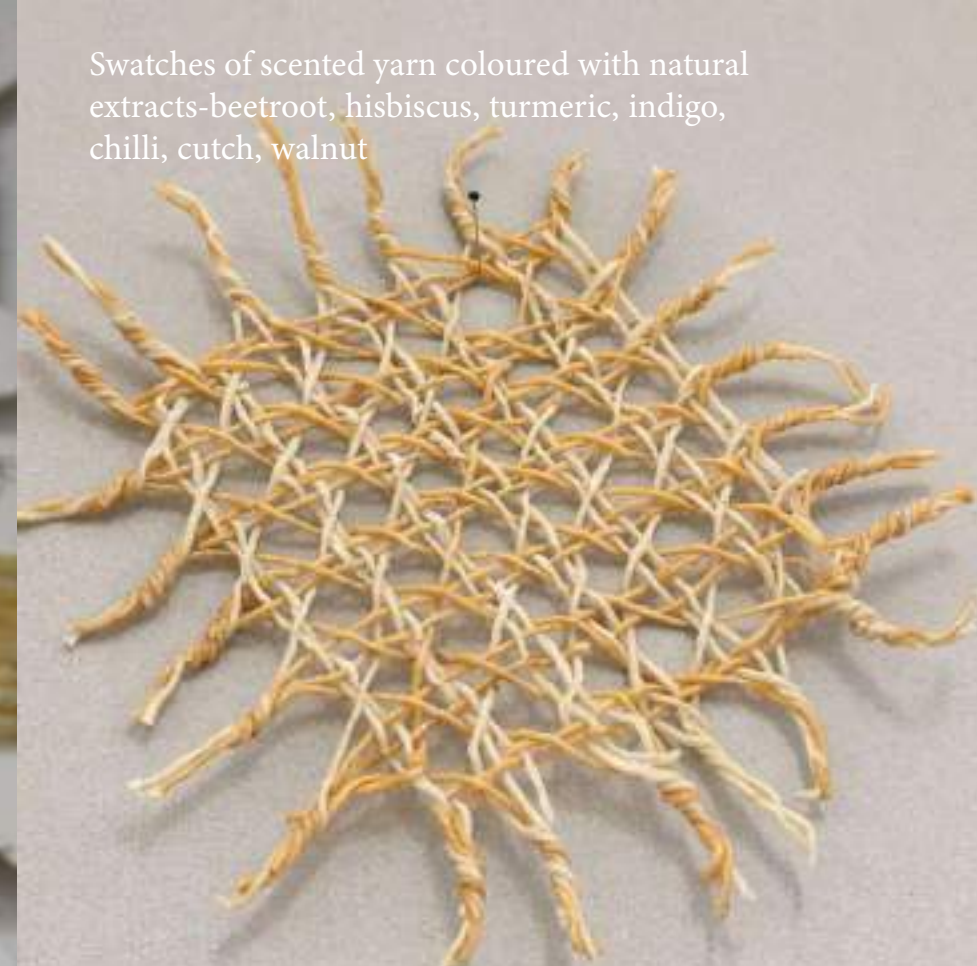 Swatches of scented yarn coloured with natural
extracts-beetroot, hisbiscus, turmeric, indigo,
chilli, cutch, walnut